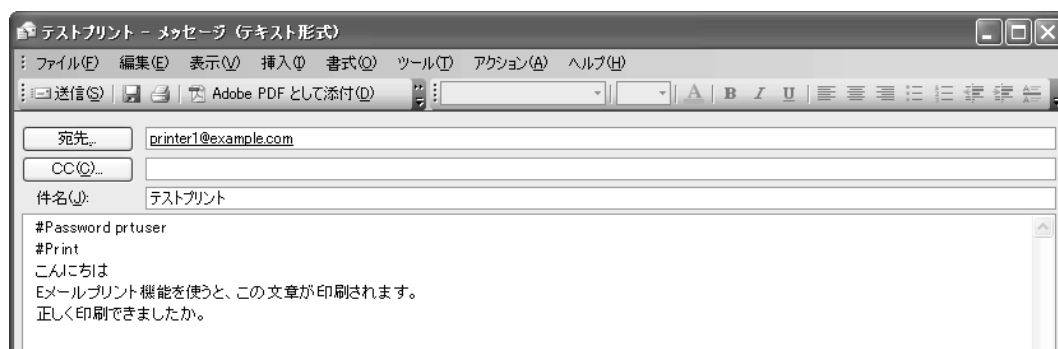 テストプリント - メッセージ (テキスト形式)
ファイル(F) 編集(E) 表示(V) 挿入(I) 書式(O) ツール(T) アクション(A) ヘルプ(H)
送信(S) Adobe PDF として添付(D) A B I U
宛先... printer1@example.com
CC(C)...
件名(J): テストプリント
#Password prtuser
#Print
こんにちは
Eメールプリント機能を使うと、この文章が印刷されます。
正しく印刷できましたか。